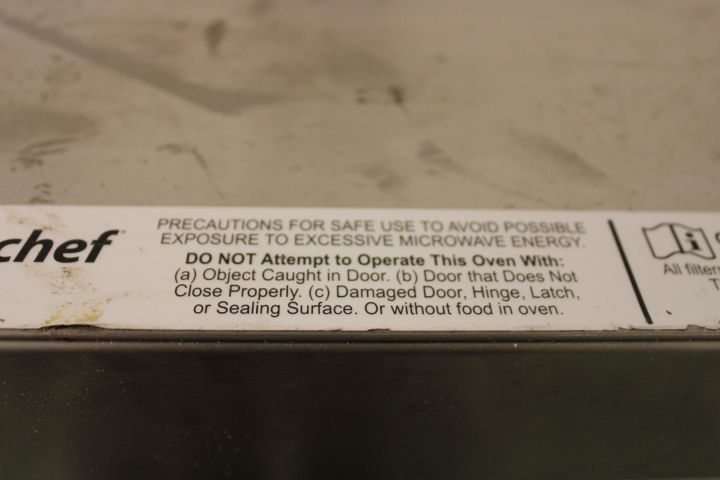 chef
PRECAUTIONS FOR SAFE USE TO AVOID POSSIBLE
EXPOSURE TO EXCESSIVE MICROWAVE ENERGY.
DO NOT Attempt to Operate This Oven With:
(a) Object Caught in Door. (b) Door that Does Not
Close Properly. (c) Damaged Door, Hinge, Latch,
or Sealing Surface. Or without food in oven.
All filter